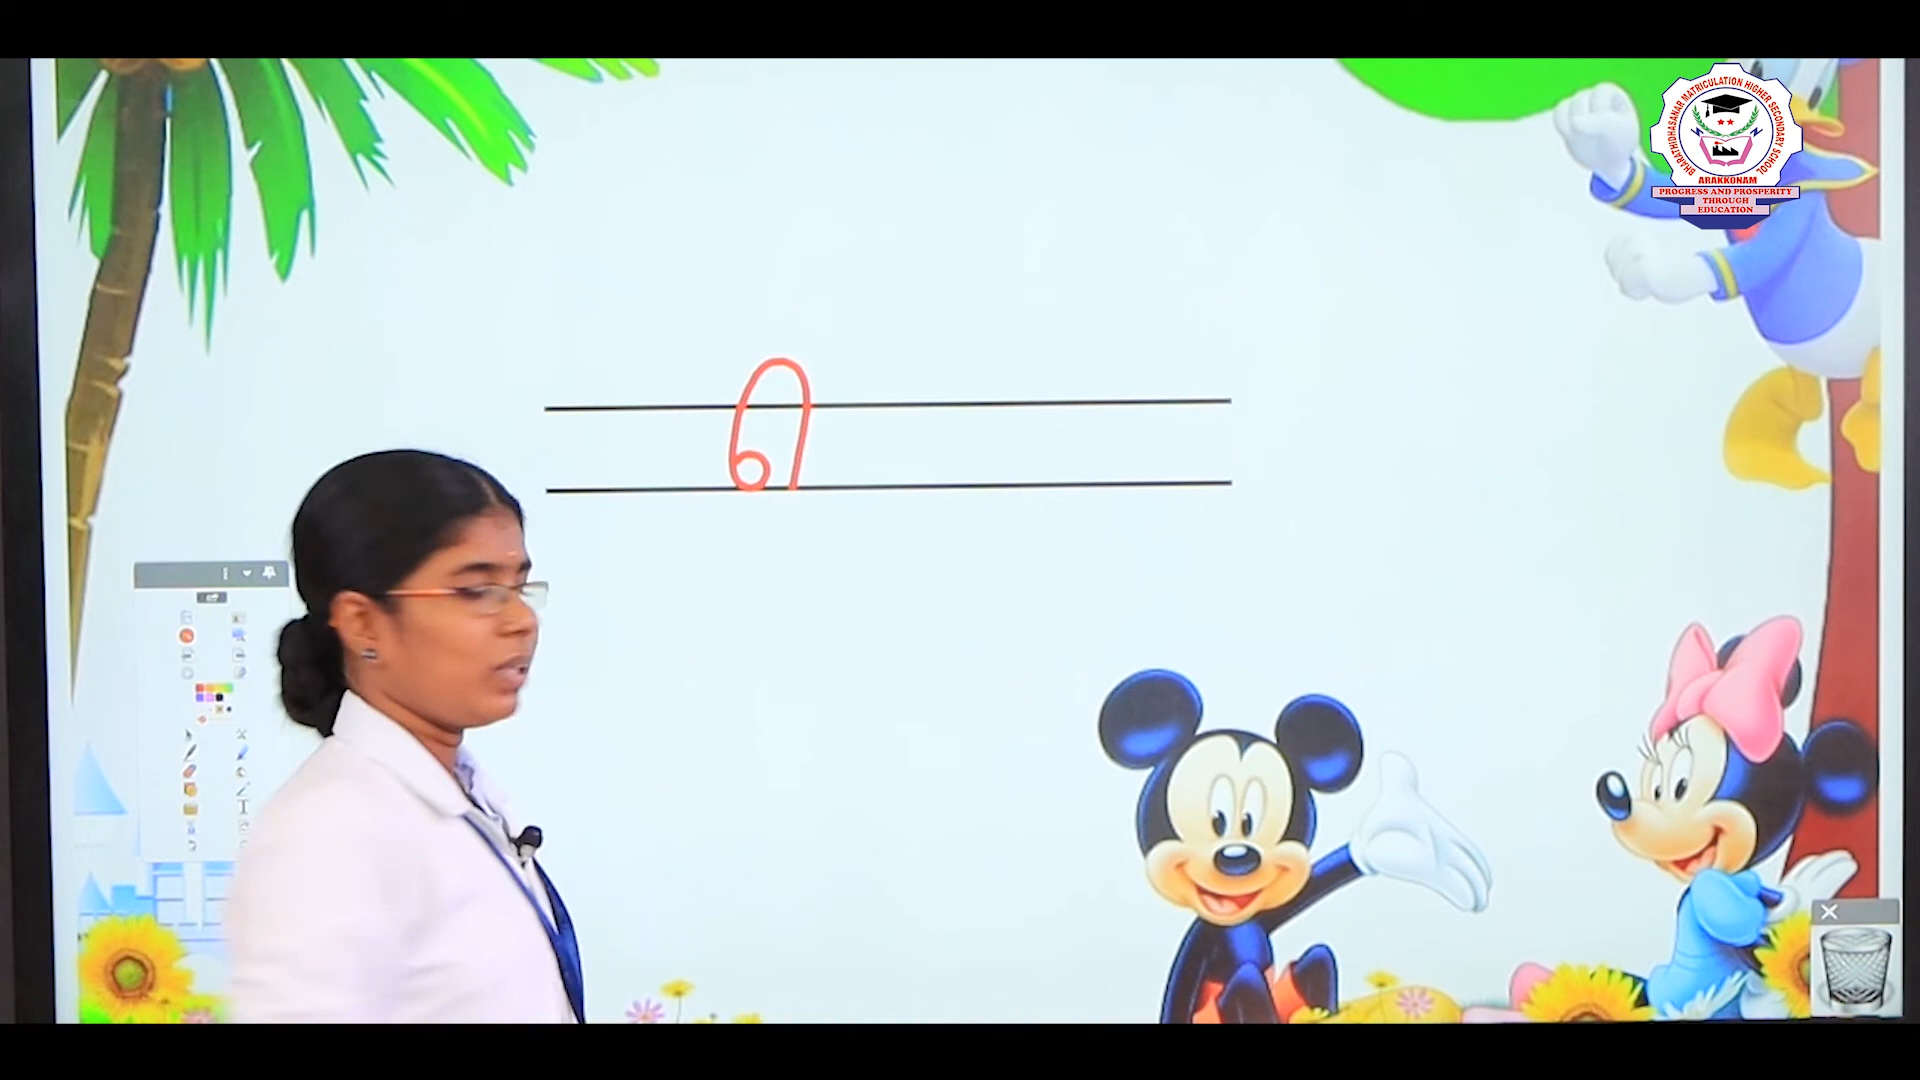 ெ
BHARATHIDHASANAR MATRICULATION HIGHER SECONDARY SCHOOL
ARAKKONAM
PROGRESS AND PROSPERITY
THROUGH
EDUCATION